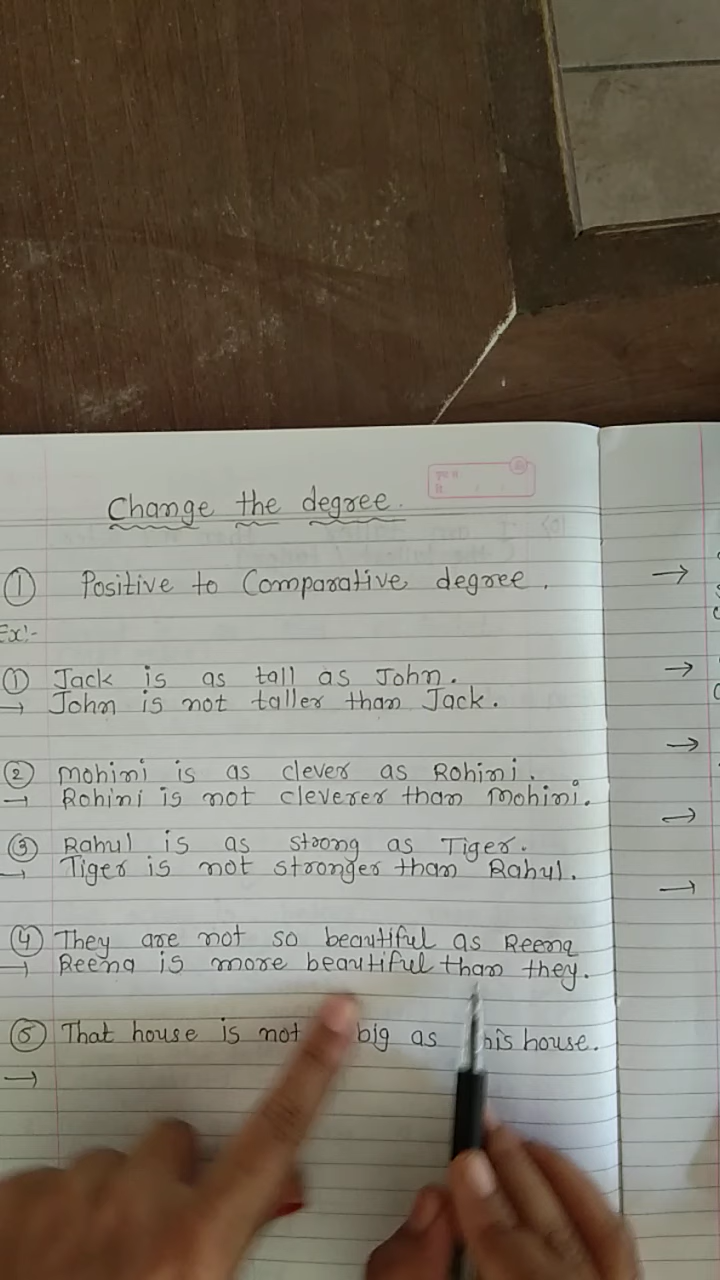 Change the degree.
① Positive to Comparative degree.
Ex:-
① Jack is as tall as John.
→ John is not taller than Jack.
② Mohini is as clever as Rohini.
→ Rohini is not cleverer than Mohini.
③ Rahul is as strong as Tiger.
→ Tiger is not stronger than Rahul.
④ They are not so beautiful as Reena
→ Reena is more beautiful than they.
⑤ That house is not big as house.
→